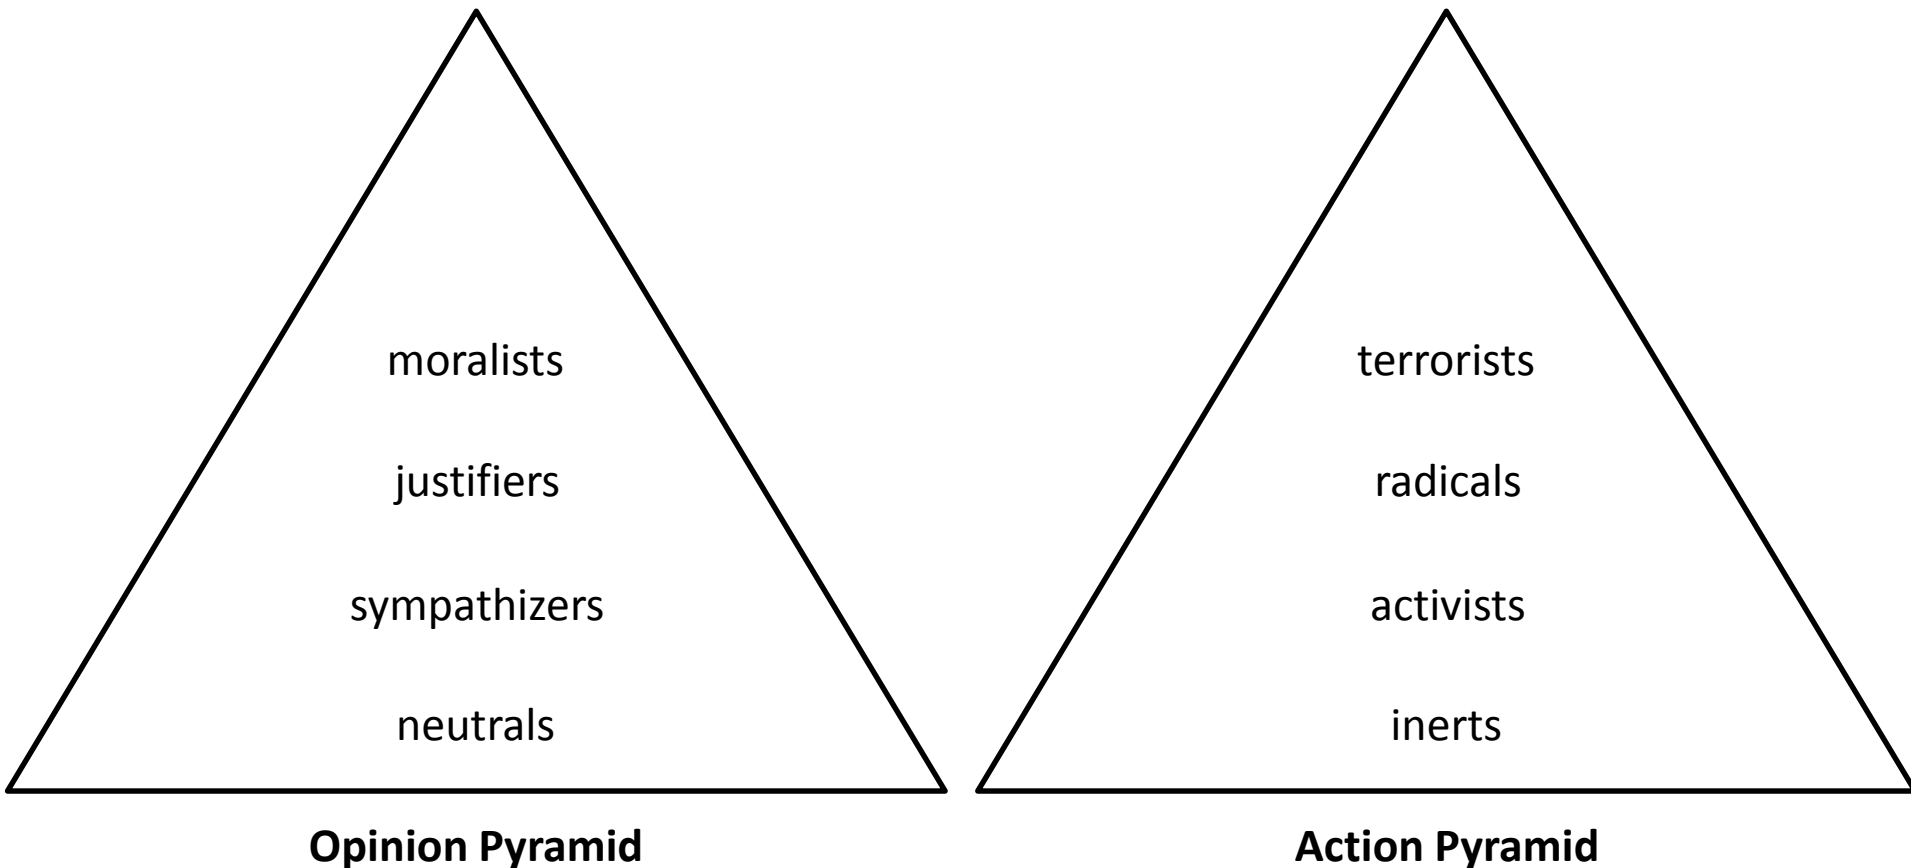 moralists
justifiers
sympathizers
neutrals
Opinion Pyramid
terrorists
radicals
activists
inerts
Action Pyramid